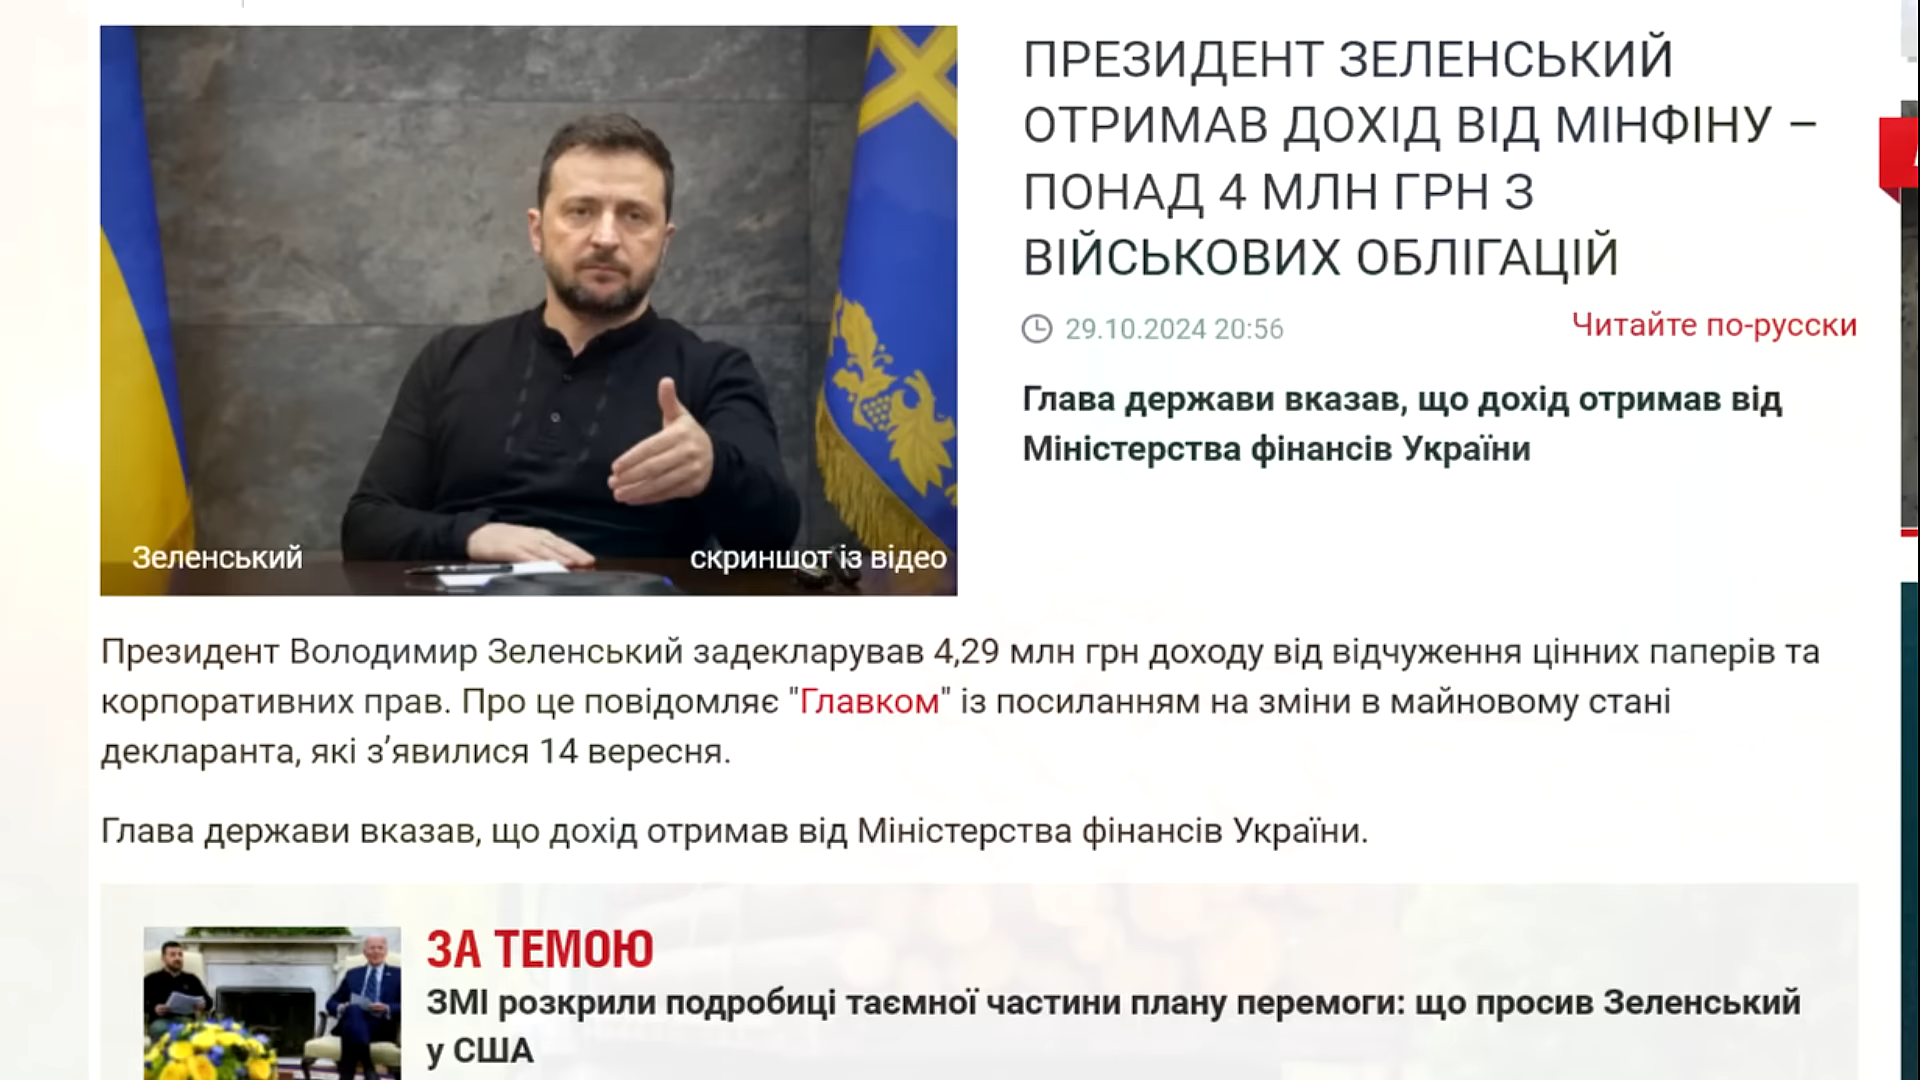 ПРЕЗИДЕНТ ЗЕЛЕНСЬКИЙ
ОТРИМАВ ДОХІД ВІД МІНФІНУ –
ПОНАД 4 МЛН ГРН З
ВІЙСЬКОВИХ ОБЛІГАЦІЙ
29.10.2024 20:56
Читайте по-русски
Глава держави вказав, що дохід отримав від
Міністерства фінансів України
Зеленський
скриншот із відео
Президент Володимир Зеленський задекларував 4,29 млн грн доходу від відчуження цінних паперів та
корпоративних прав. Про це повідомляє "Главком" із посиланням на зміни в майновому стані
декларанта, які з’явилися 14 вересня.
Глава держави вказав, що дохід отримав від Міністерства фінансів України.
ЗА ТЕМОЮ
ЗМІ розкрили подробиці таємної частини плану перемоги: що просив Зеленський
у США